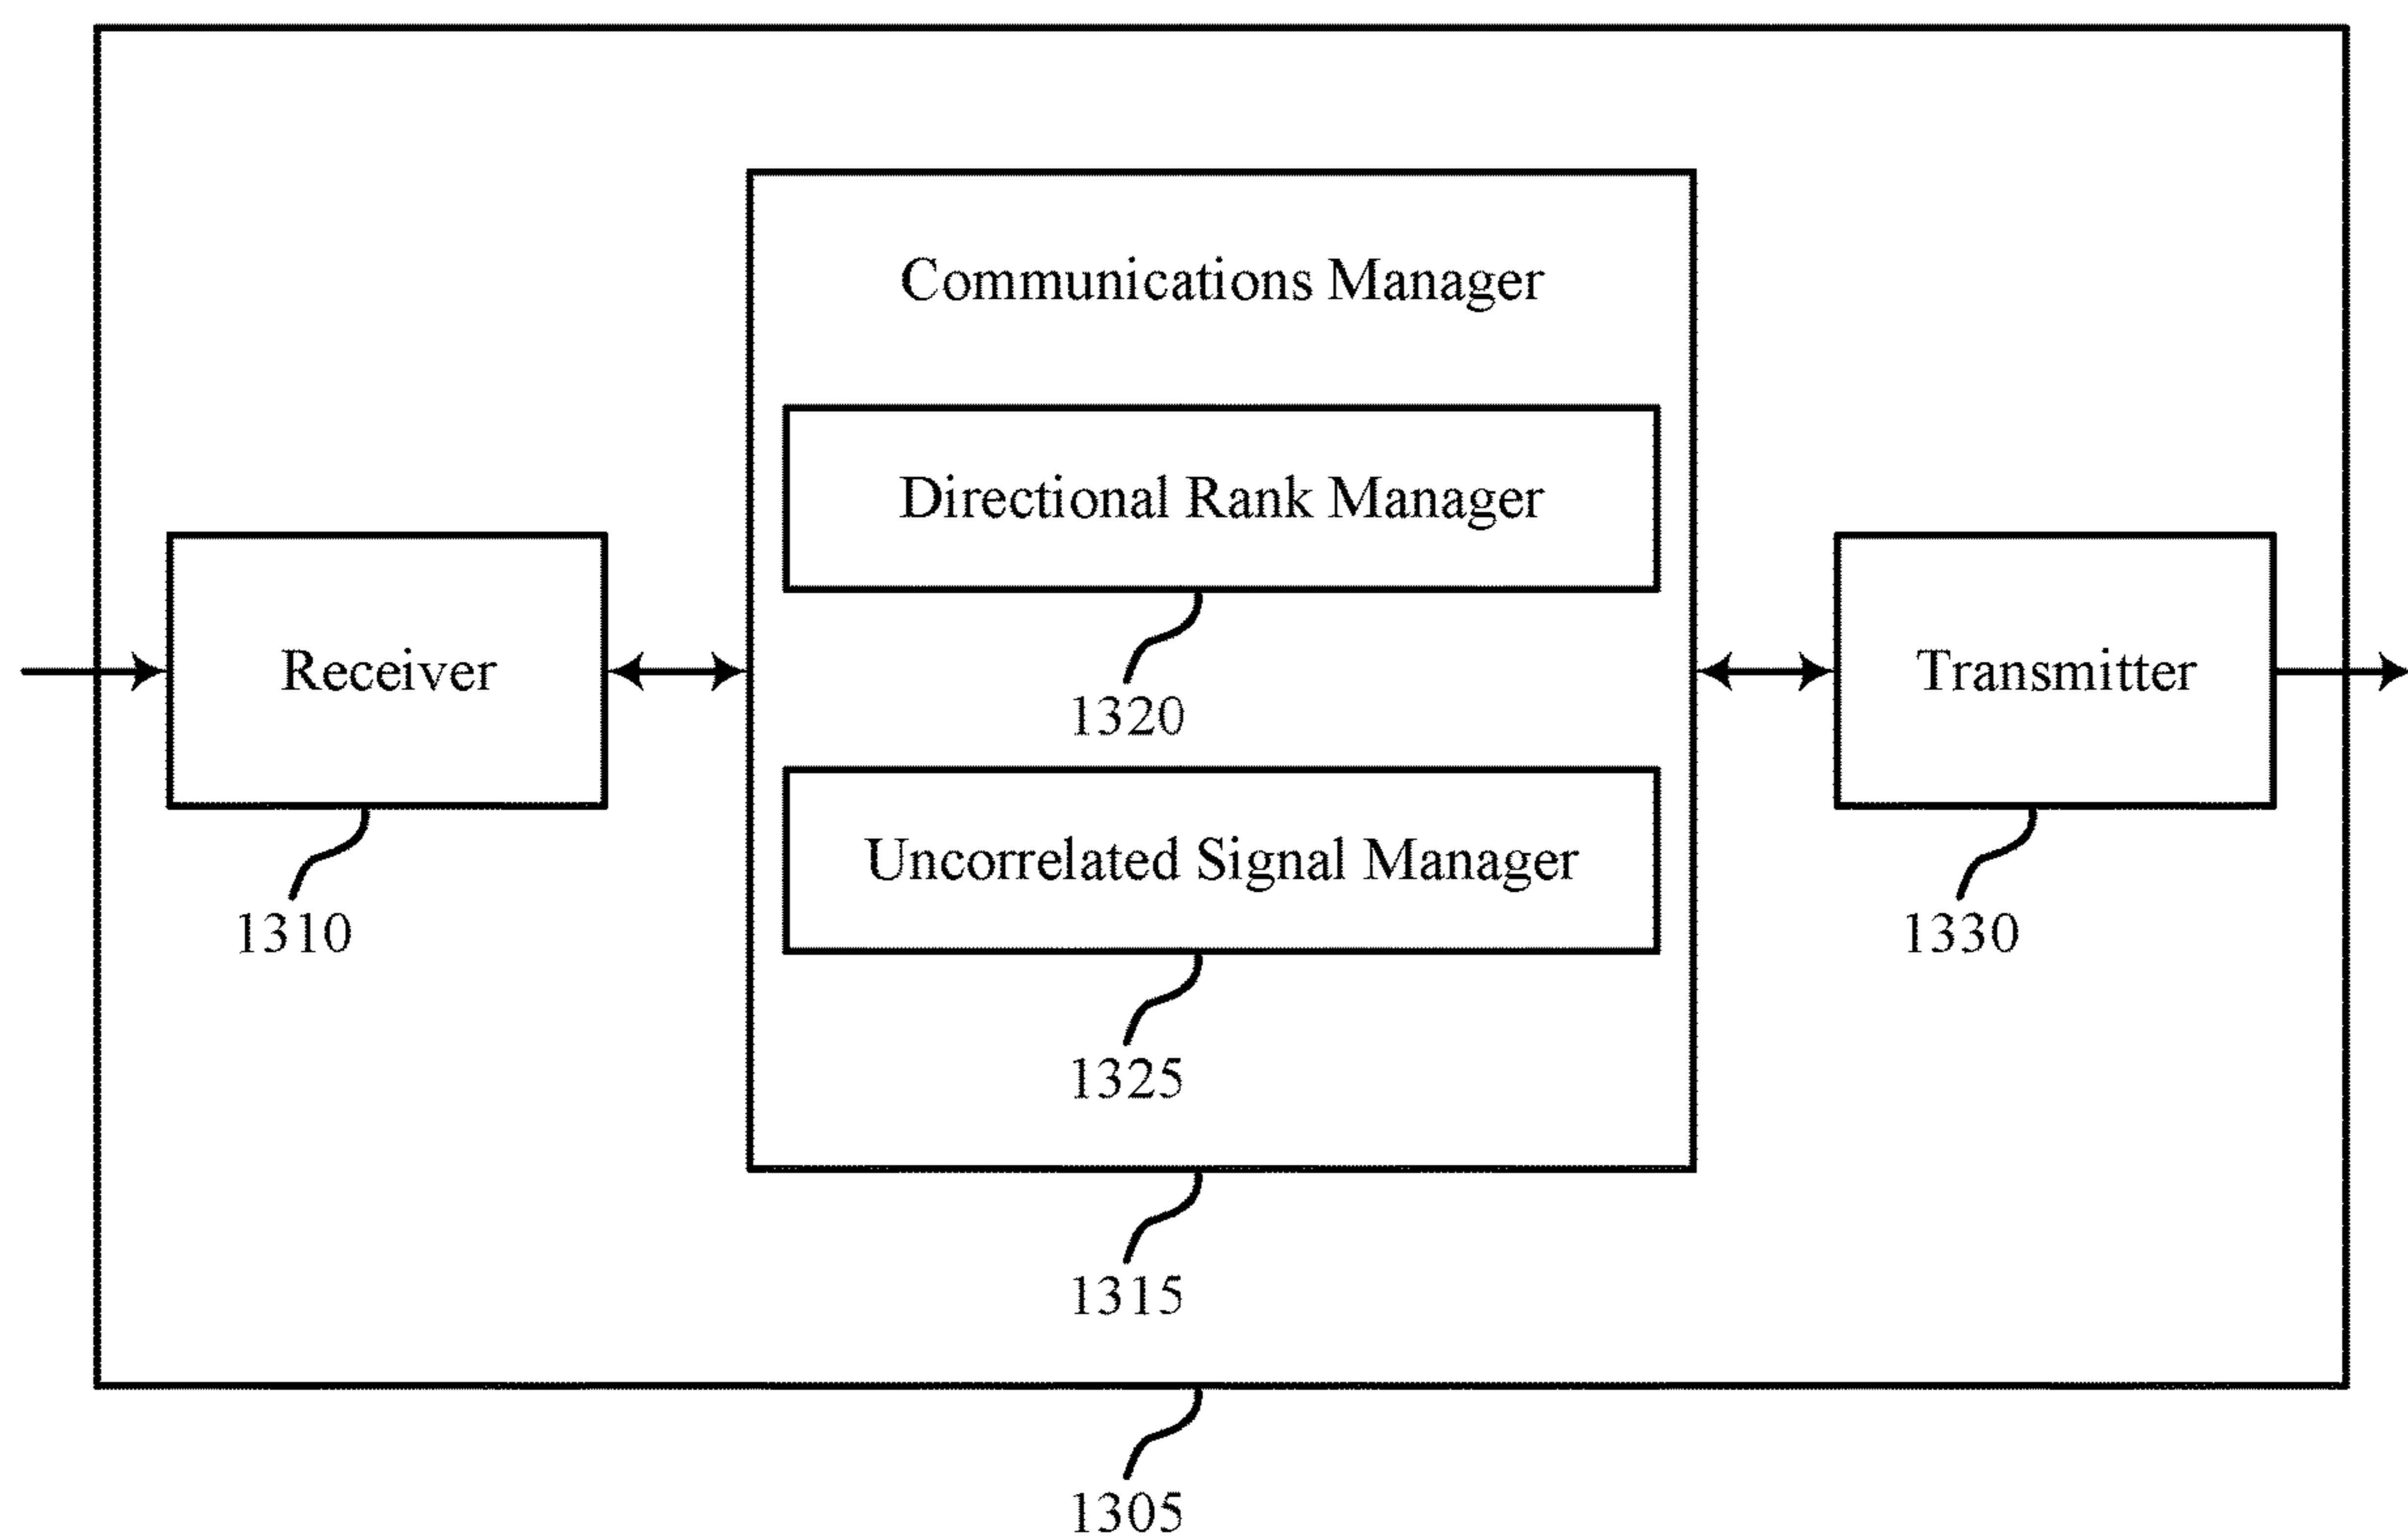 Communications Manager
Directional Rank Manager
Receiver
Transmitter
1320
Uncorrelated Signal Manager
1310
1330
1325
1315
1305